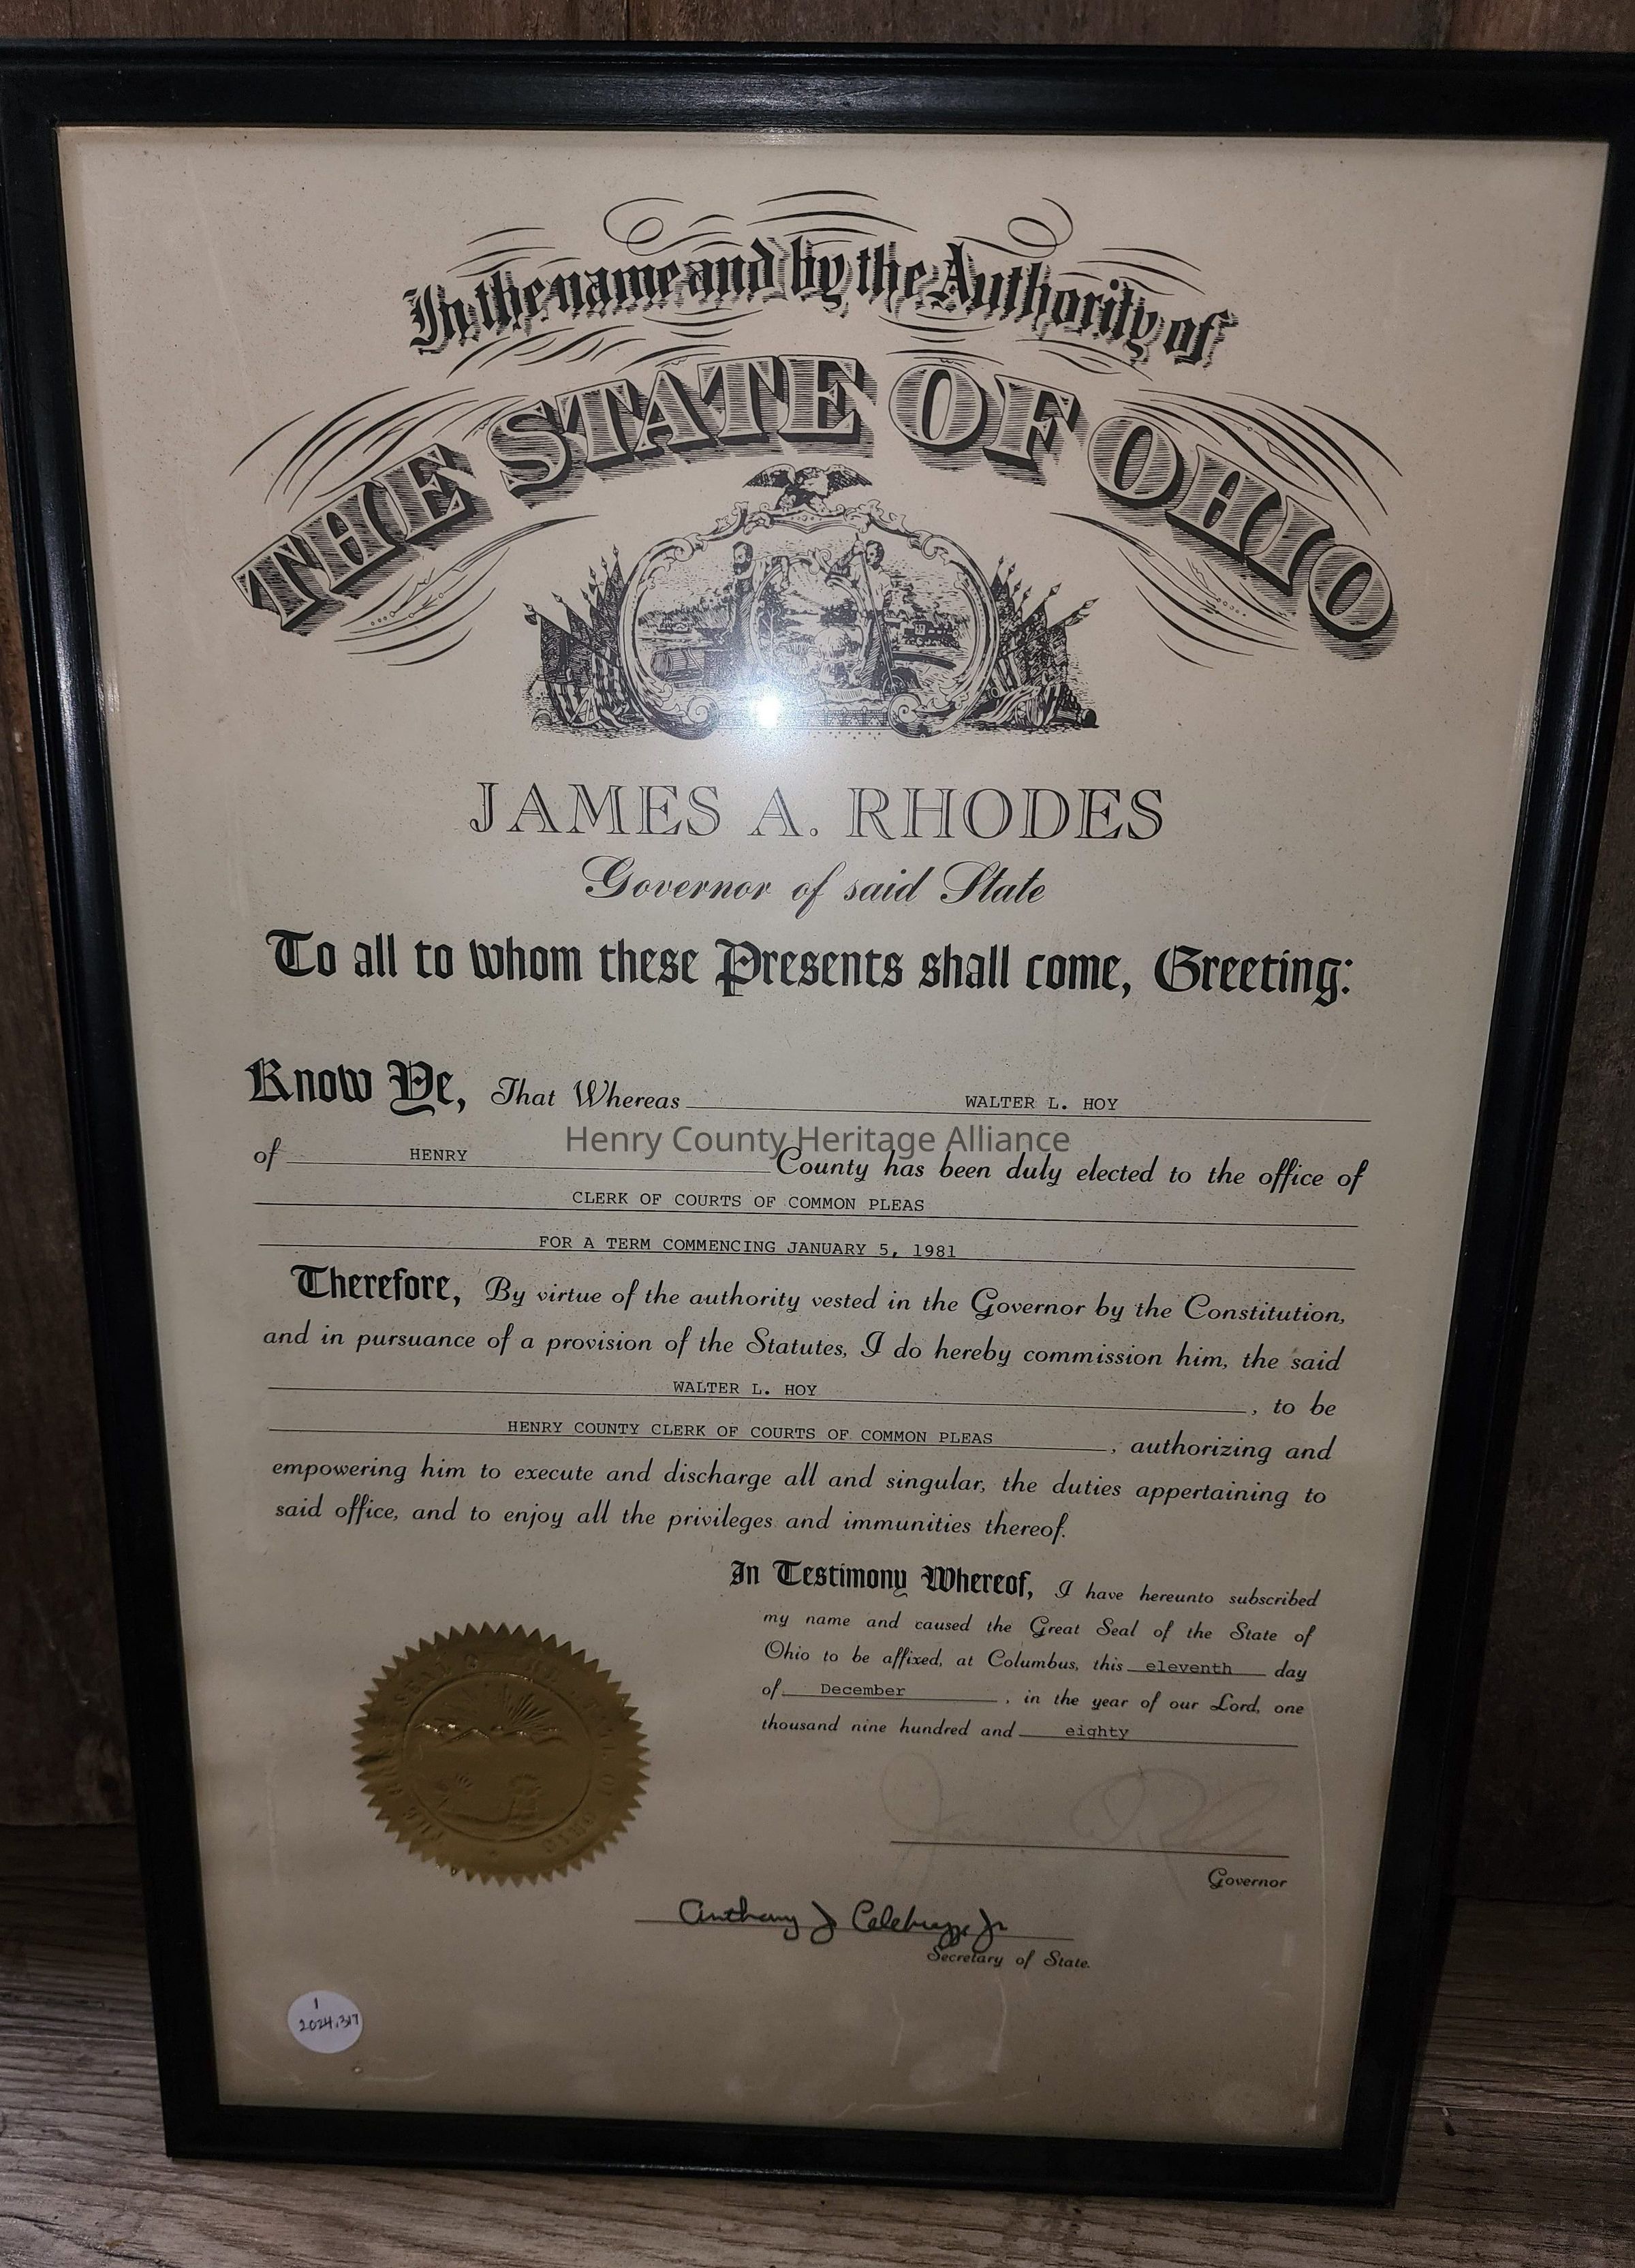 In the name and by the Authority of
THE STATE OF OHIO
JAMES A. RHODES
Governor of said State
To all to whom these Presents shall come, Greeting:
Know Ye, That Whereas WALTER L. HOY
Henry County Heritage Alliance
of HENRY County has been duly elected to the office of
CLERK OF COURTS OF COMMON PLEAS
FOR A TERM COMMENCING JANUARY 5, 1981
Therefore, By virtue of the authority vested in the Governor by the Constitution,
and in pursuance of a provision of the Statutes, I do hereby commission him, the said
WALTER L. HOY, to be
HENRY COUNTY CLERK OF COURTS OF COMMON PLEAS, authorizing and
empowering him to execute and discharge all and singular, the duties appertaining to
said office, and to enjoy all the privileges and immunities thereof.
In Testimony Whereof, I have hereunto subscribed
my name and caused the Great Seal of the State of
Ohio to be affixed, at Columbus, this eleventh day
of December, in the year of our Lord, one
thousand nine hundred and eighty
Governor
Anthony J Celebrezze Jr
Secretary of State.
1
2024.317